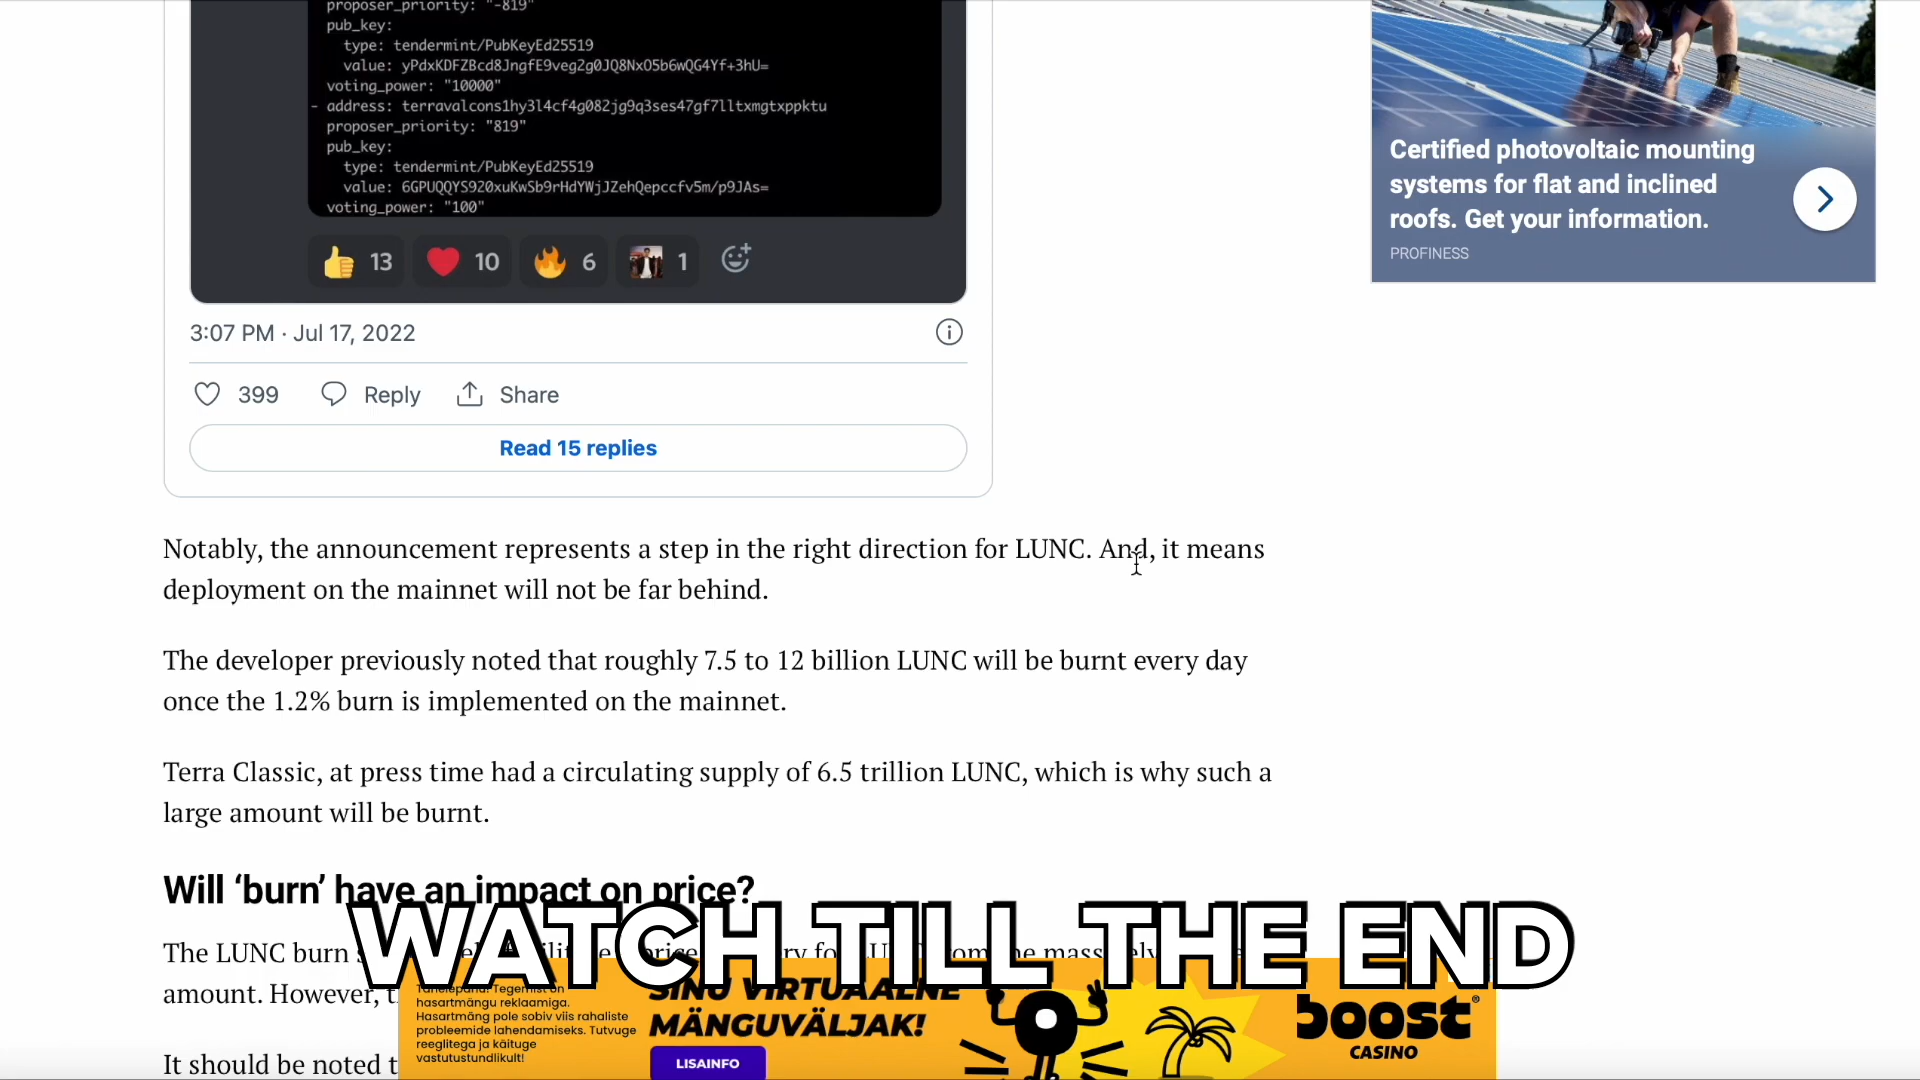 proposer_priority: "-819"
pub_key:
type: tendermint/PubKeyEd25519
value: yPdxKDFZBcd8JngfE9veg2g0JQ8NxO5b6wQG4Yf+3hU=
voting_power: "10000"
- address: terravalcons1hy3l4cf4g082jg9q3ses47gf7lltxmgtxppktu
proposer_priority: "819"
pub_key:
type: tendermint/PubKeyEd25519
value: 6GPUQQYS920xuKwSb9rHdYWjJZehQepccfv5m/p9JAs=
voting_power: "100"
13 10 6 1
3:07 PM · Jul 17, 2022
399 Reply Share
Read 15 replies
Certified photovoltaic mounting
systems for flat and inclined
roofs. Get your information.
PROFINESS
Notably, the announcement represents a step in the right direction for LUNC. And, it means
deployment on the mainnet will not be far behind.
The developer previously noted that roughly 7.5 to 12 billion LUNC will be burnt every day
once the 1.2% burn is implemented on the mainnet.
Terra Classic, at press time had a circulating supply of 6.5 trillion LUNC, which is why such a
large amount will be burnt.
Will ‘burn’ have an impact on price?
WATCH TILL THE END
The LUNC burn
amount. However,
It should be noted
hasartmängu reklaamiga.
Hasartmäng pole sobiv viis rahaliste
probleemide lahendamiseks. Tutvuge
reeglitega ja käituge
vastutustundlikult!
SINU VIRTUAALNE
MÄNGUVÄLJAK!
LISAINFO
boost
CASINO